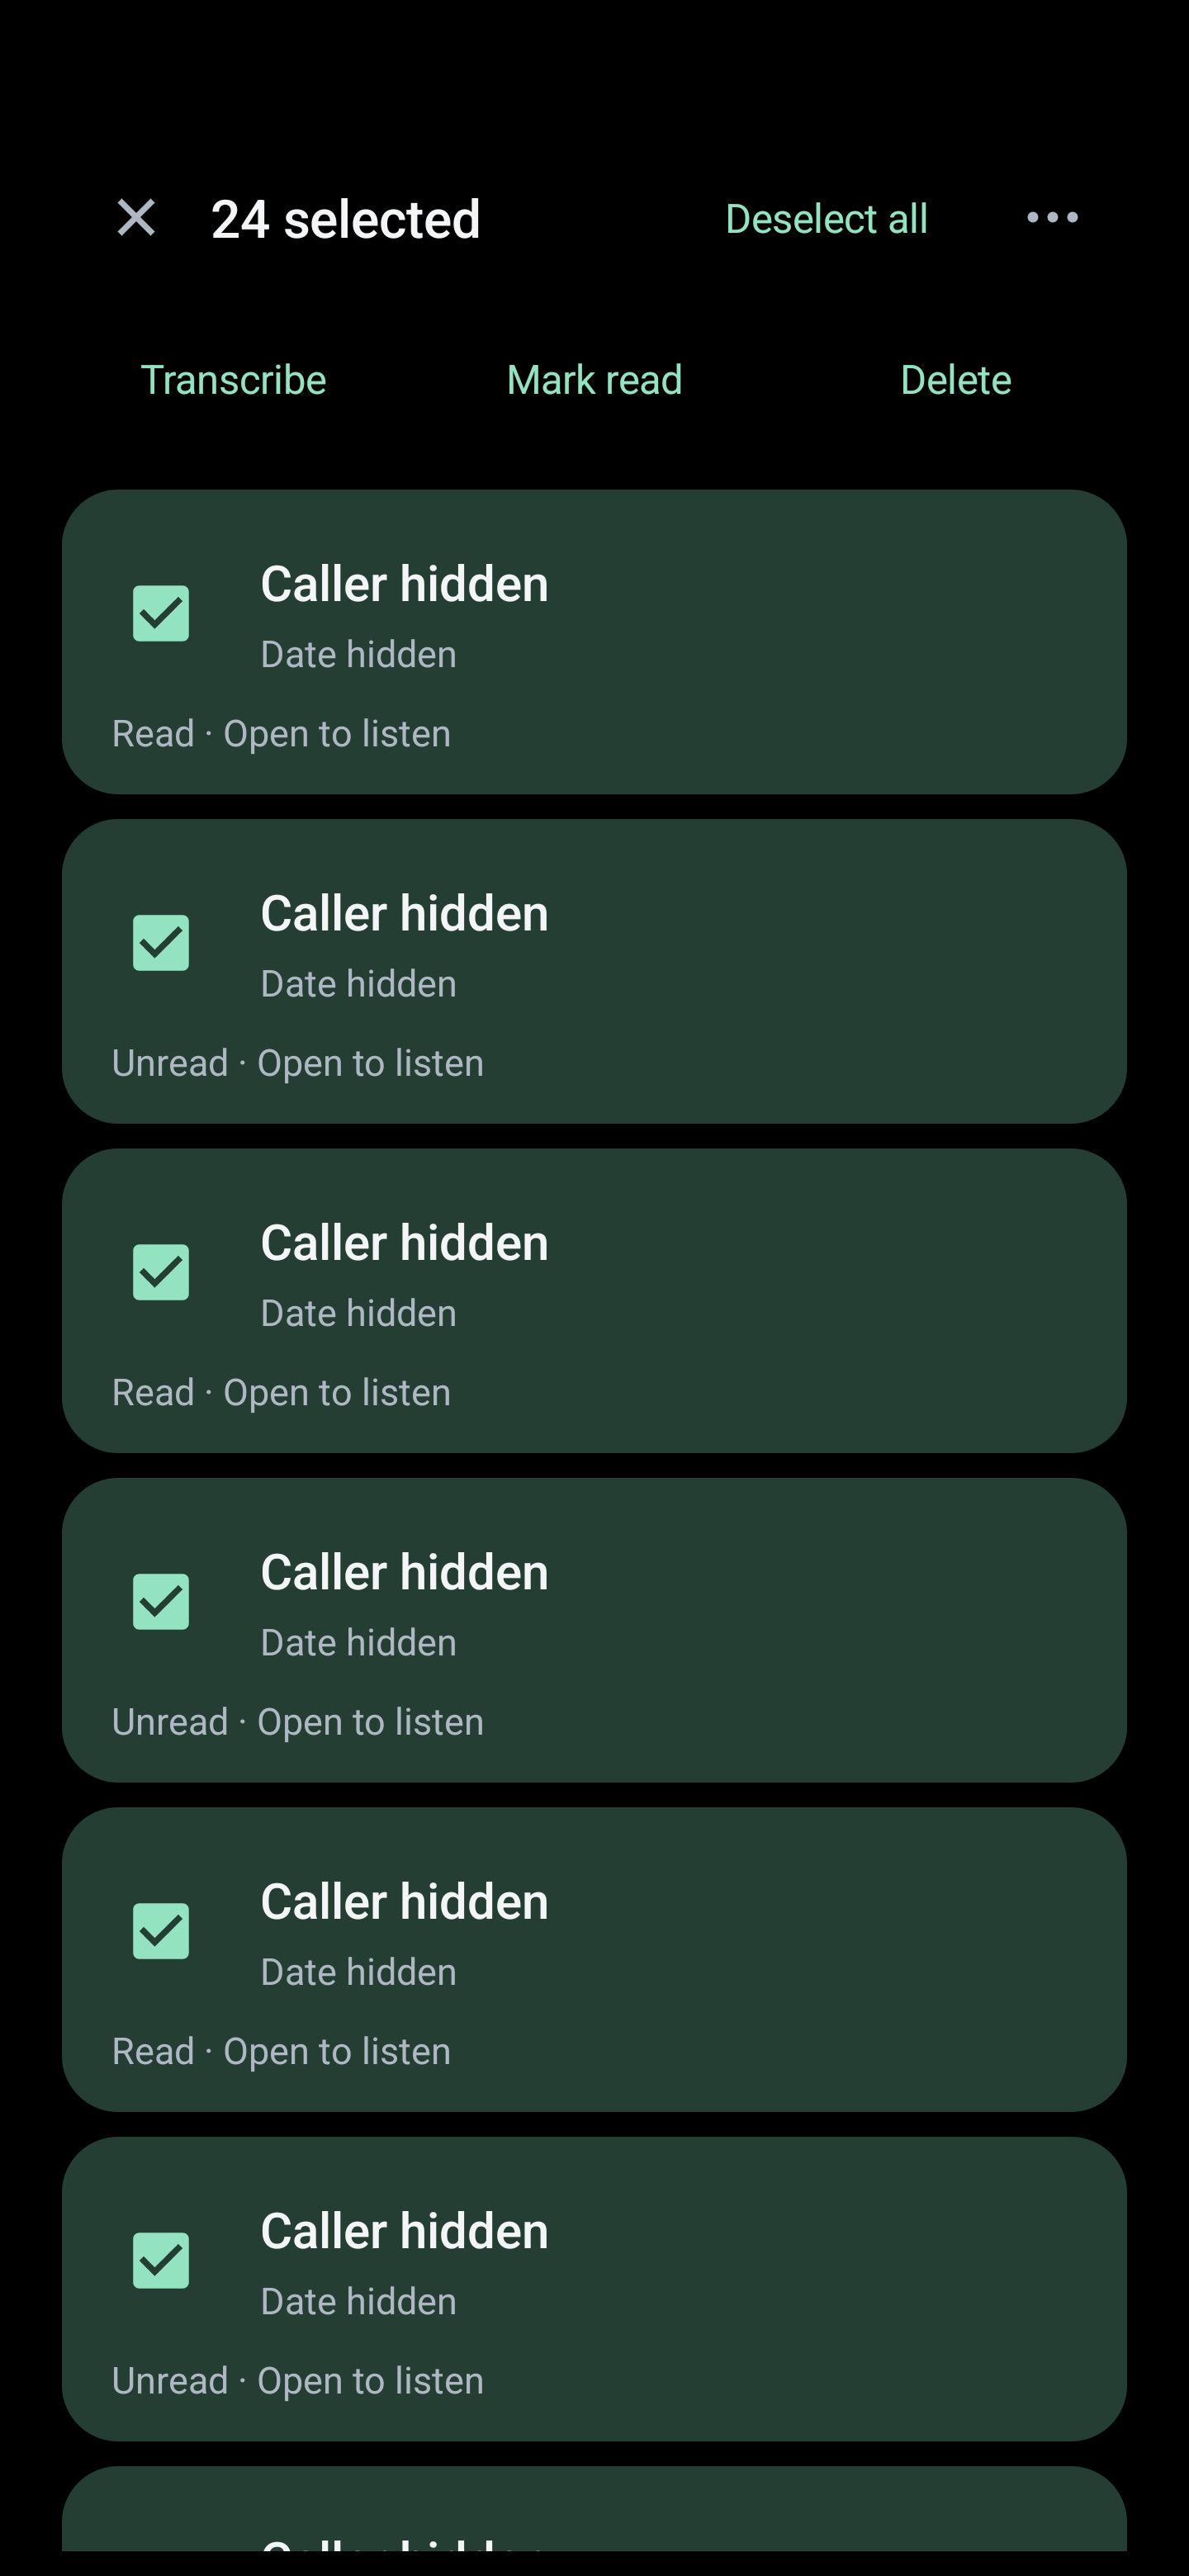 24 selected
Deselect all
Transcribe
Mark read
Delete
Caller hidden
Date hidden
Read · Open to listen
Caller hidden
Date hidden
Unread · Open to listen
Caller hidden
Date hidden
Read · Open to listen
Caller hidden
Date hidden
Unread · Open to listen
Caller hidden
Date hidden
Read · Open to listen
Caller hidden
Date hidden
Unread · Open to listen